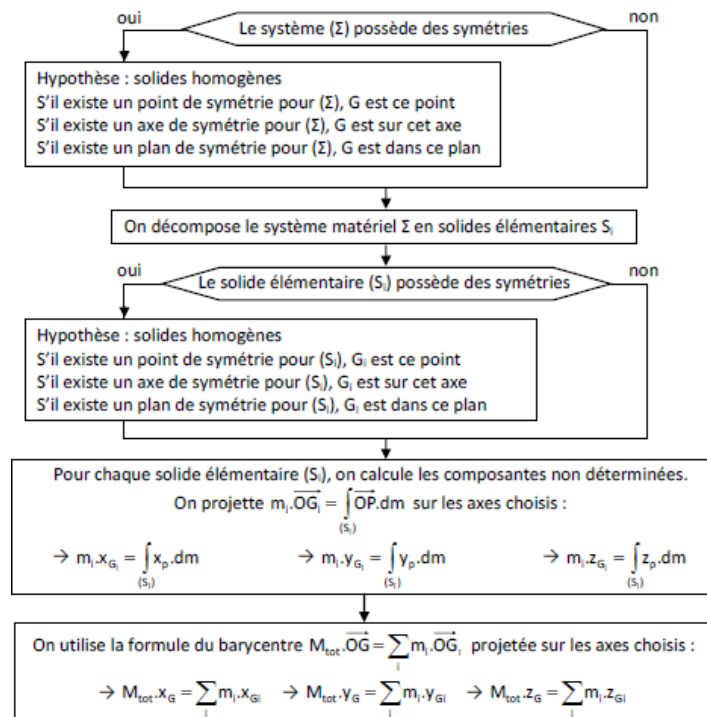 oui
Le système (Σ) possède des symétries
non
Hypothèse : solides homogènes
S'il existe un point de symétrie pour (Σ), G est ce point
S'il existe un axe de symétrie pour (Σ), G est sur cet axe
S'il existe un plan de symétrie pour (Σ), G est dans ce plan
On décompose le système matériel Σ en solides élémentaires Sᵢ
oui
Le solide élémentaire (Sᵢ) possède des symétries
non
Hypothèse : solides homogènes
S'il existe un point de symétrie pour (Sᵢ), Gᵢ est ce point
S'il existe un axe de symétrie pour (Sᵢ), Gᵢ est sur cet axe
S'il existe un plan de symétrie pour (Sᵢ), Gᵢ est dans ce plan
Pour chaque solide élémentaire (Sᵢ), on calcule les composantes non déterminées.
On projette mᵢ.OGᵢ⃗ = ∫(Sᵢ) OP⃗.dm sur les axes choisis :
→ mᵢ.x_Gᵢ = ∫(Sᵢ) xₚ.dm → mᵢ.y_Gᵢ = ∫(Sᵢ) yₚ.dm → mᵢ.z_Gᵢ = ∫(Sᵢ) zₚ.dm
On utilise la formule du barycentre M_tot.OG⃗ = ∑ᵢ mᵢ.OG⃗ᵢ projetée sur les axes choisis :
→ M_tot.x_G = ∑ᵢ mᵢ.x_Gi → M_tot.y_G = ∑ᵢ mᵢ.y_Gi → M_tot.z_G = ∑ᵢ mᵢ.z_Gi